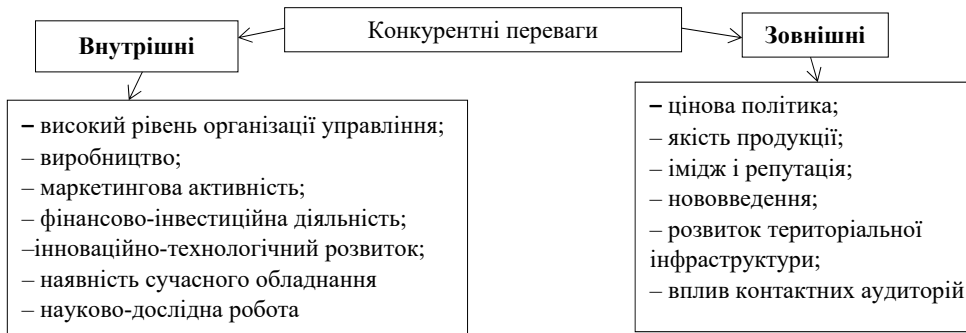 Конкурентні переваги
Внутрішні
Зовнішні
– високий рівень організації управління;
– виробництво;
– маркетингова активність;
– фінансово-інвестиційна діяльність;
–інноваційно-технологічний розвиток;
– наявність сучасного обладнання
– науково-дослідна робота
– цінова політика;
– якість продукції;
– імідж і репутація;
– нововведення;
– розвиток територіальної
інфраструктури;
– вплив контактних аудиторій